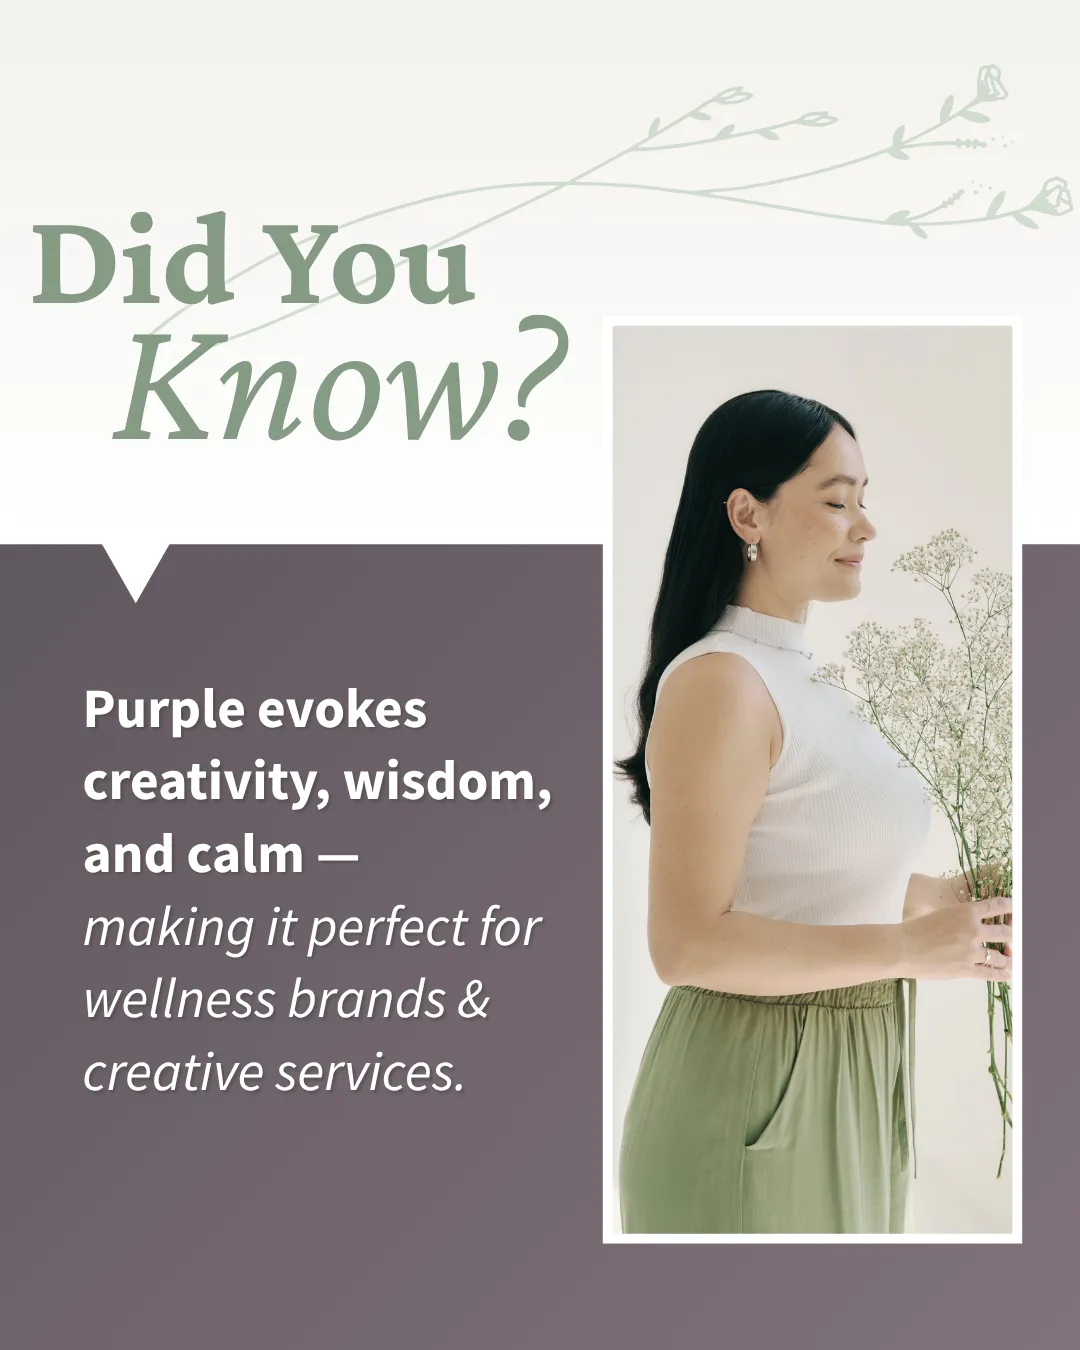 Did You
Know?
Purple evokes
creativity, wisdom,
and calm —
making it perfect for
wellness brands &
creative services.